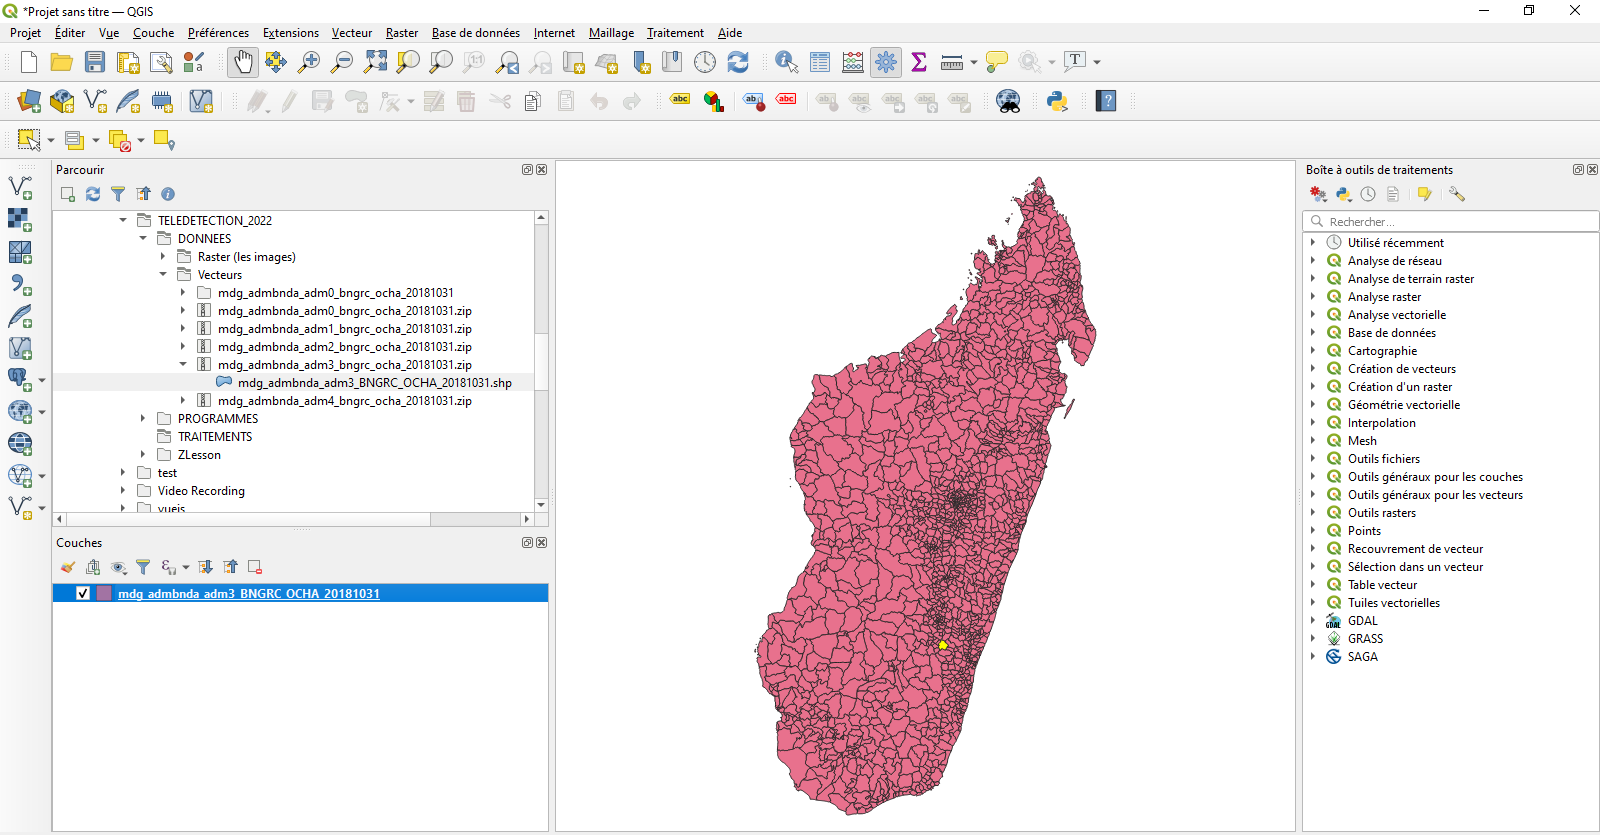 *Projet sans titre — QGIS
Projet Éditer Vue Couche Préférences Extensions Vecteur Raster Base de données Internet Maillage Traitement Aide
Parcourir
TELEDETECTION_2022
DONNEES
Raster (les images)
Vecteurs
mdg_admbnda_adm0_bngrc_ocha_20181031
mdg_admbnda_adm0_bngrc_ocha_20181031.zip
mdg_admbnda_adm1_bngrc_ocha_20181031.zip
mdg_admbnda_adm2_bngrc_ocha_20181031.zip
mdg_admbnda_adm3_bngrc_ocha_20181031.zip
mdg_admbnda_adm3_BNGRC_OCHA_20181031.shp
mdg_admbnda_adm4_bngrc_ocha_20181031.zip
PROGRAMMES
TRAITEMENTS
ZLesson
test
Video Recording
vueis
Couches
mdg_admbnda_adm3_BNGRC_OCHA_20181031
Boîte à outils de traitements
Rechercher...
Utilisé récemment
Analyse de réseau
Analyse de terrain raster
Analyse raster
Analyse vectorielle
Base de données
Cartographie
Création de vecteurs
Création d'un raster
Géométrie vectorielle
Interpolation
Mesh
Outils fichiers
Outils généraux pour les couches
Outils généraux pour les vecteurs
Outils rasters
Points
Recouvrement de vecteur
Sélection dans un vecteur
Table vecteur
Tuiles vectorielles
GDAL
GRASS
SAGA